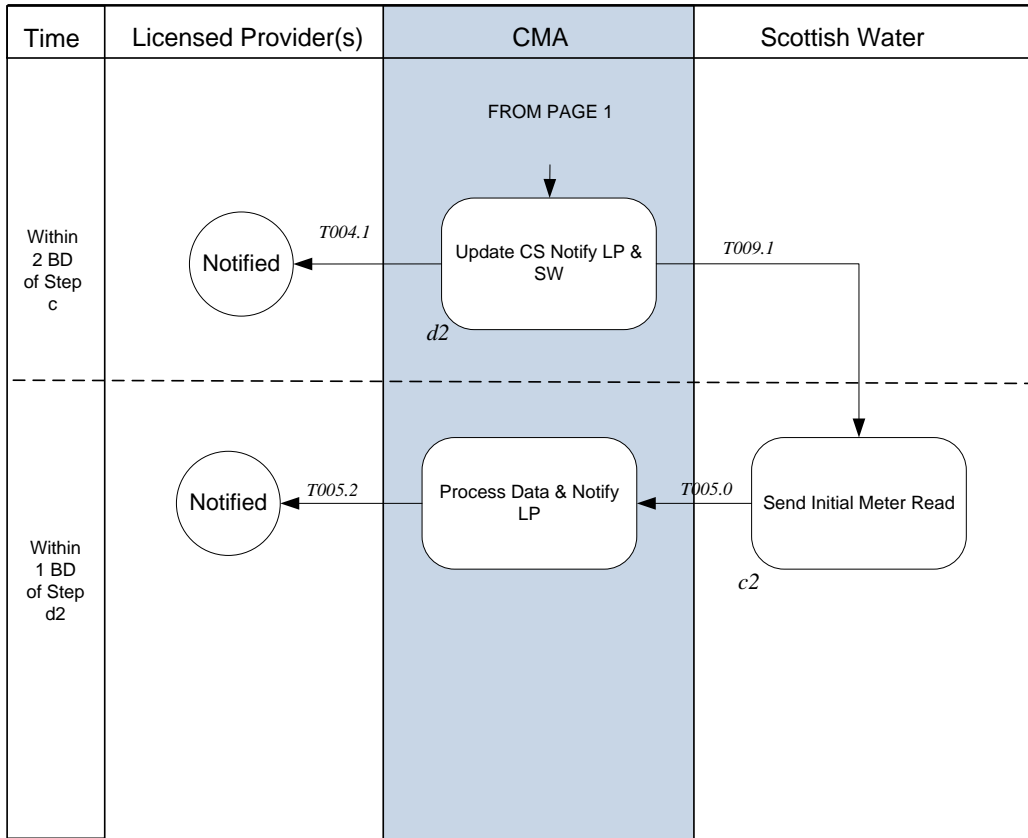 Time
Licensed Provider(s)
CMA
Scottish Water
FROM PAGE 1
Within
2 BD
of Step
c
Notified
T004.1
Update CS Notify LP &
SW
T009.1
d2
Within
1 BD
of Step
d2
Notified
T005.2
Process Data & Notify
LP
T005.0
Send Initial Meter Read
c2